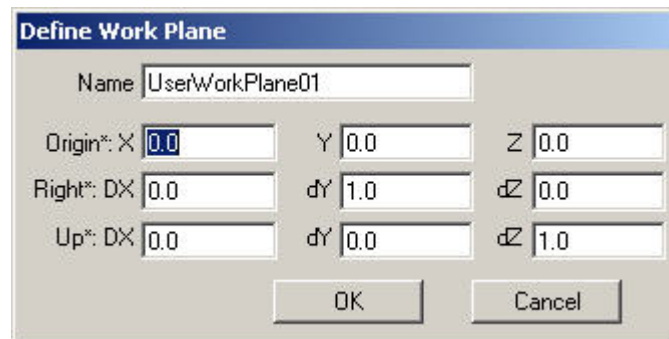 Define Work Plane
Name UserWorkPlane01
Origin*: X 0.0 Y 0.0 Z 0.0
Right*: DX 0.0 dY 1.0 dZ 0.0
Up*: DX 0.0 dY 0.0 dZ 1.0
OK Cancel